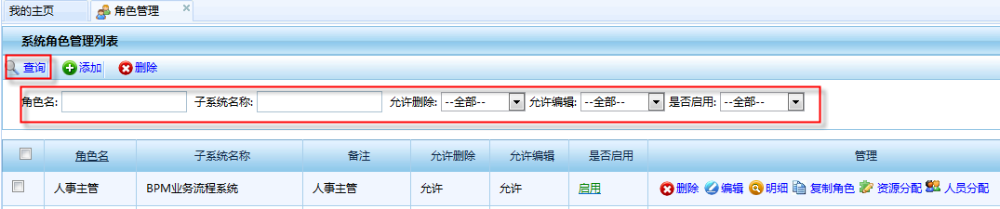 我的主页 角色管理
系统角色管理列表
查询 添加 删除
角色名: 子系统名称: 允许删除: --全部-- 允许编辑: --全部-- 是否启用: --全部--
角色名 子系统名称 备注 允许删除 允许编辑 是否启用 管理
人事主管 BPM业务流程系统 人事主管 允许 允许 启用 删除 编辑 明细 复制角色 资源分配 人员分配